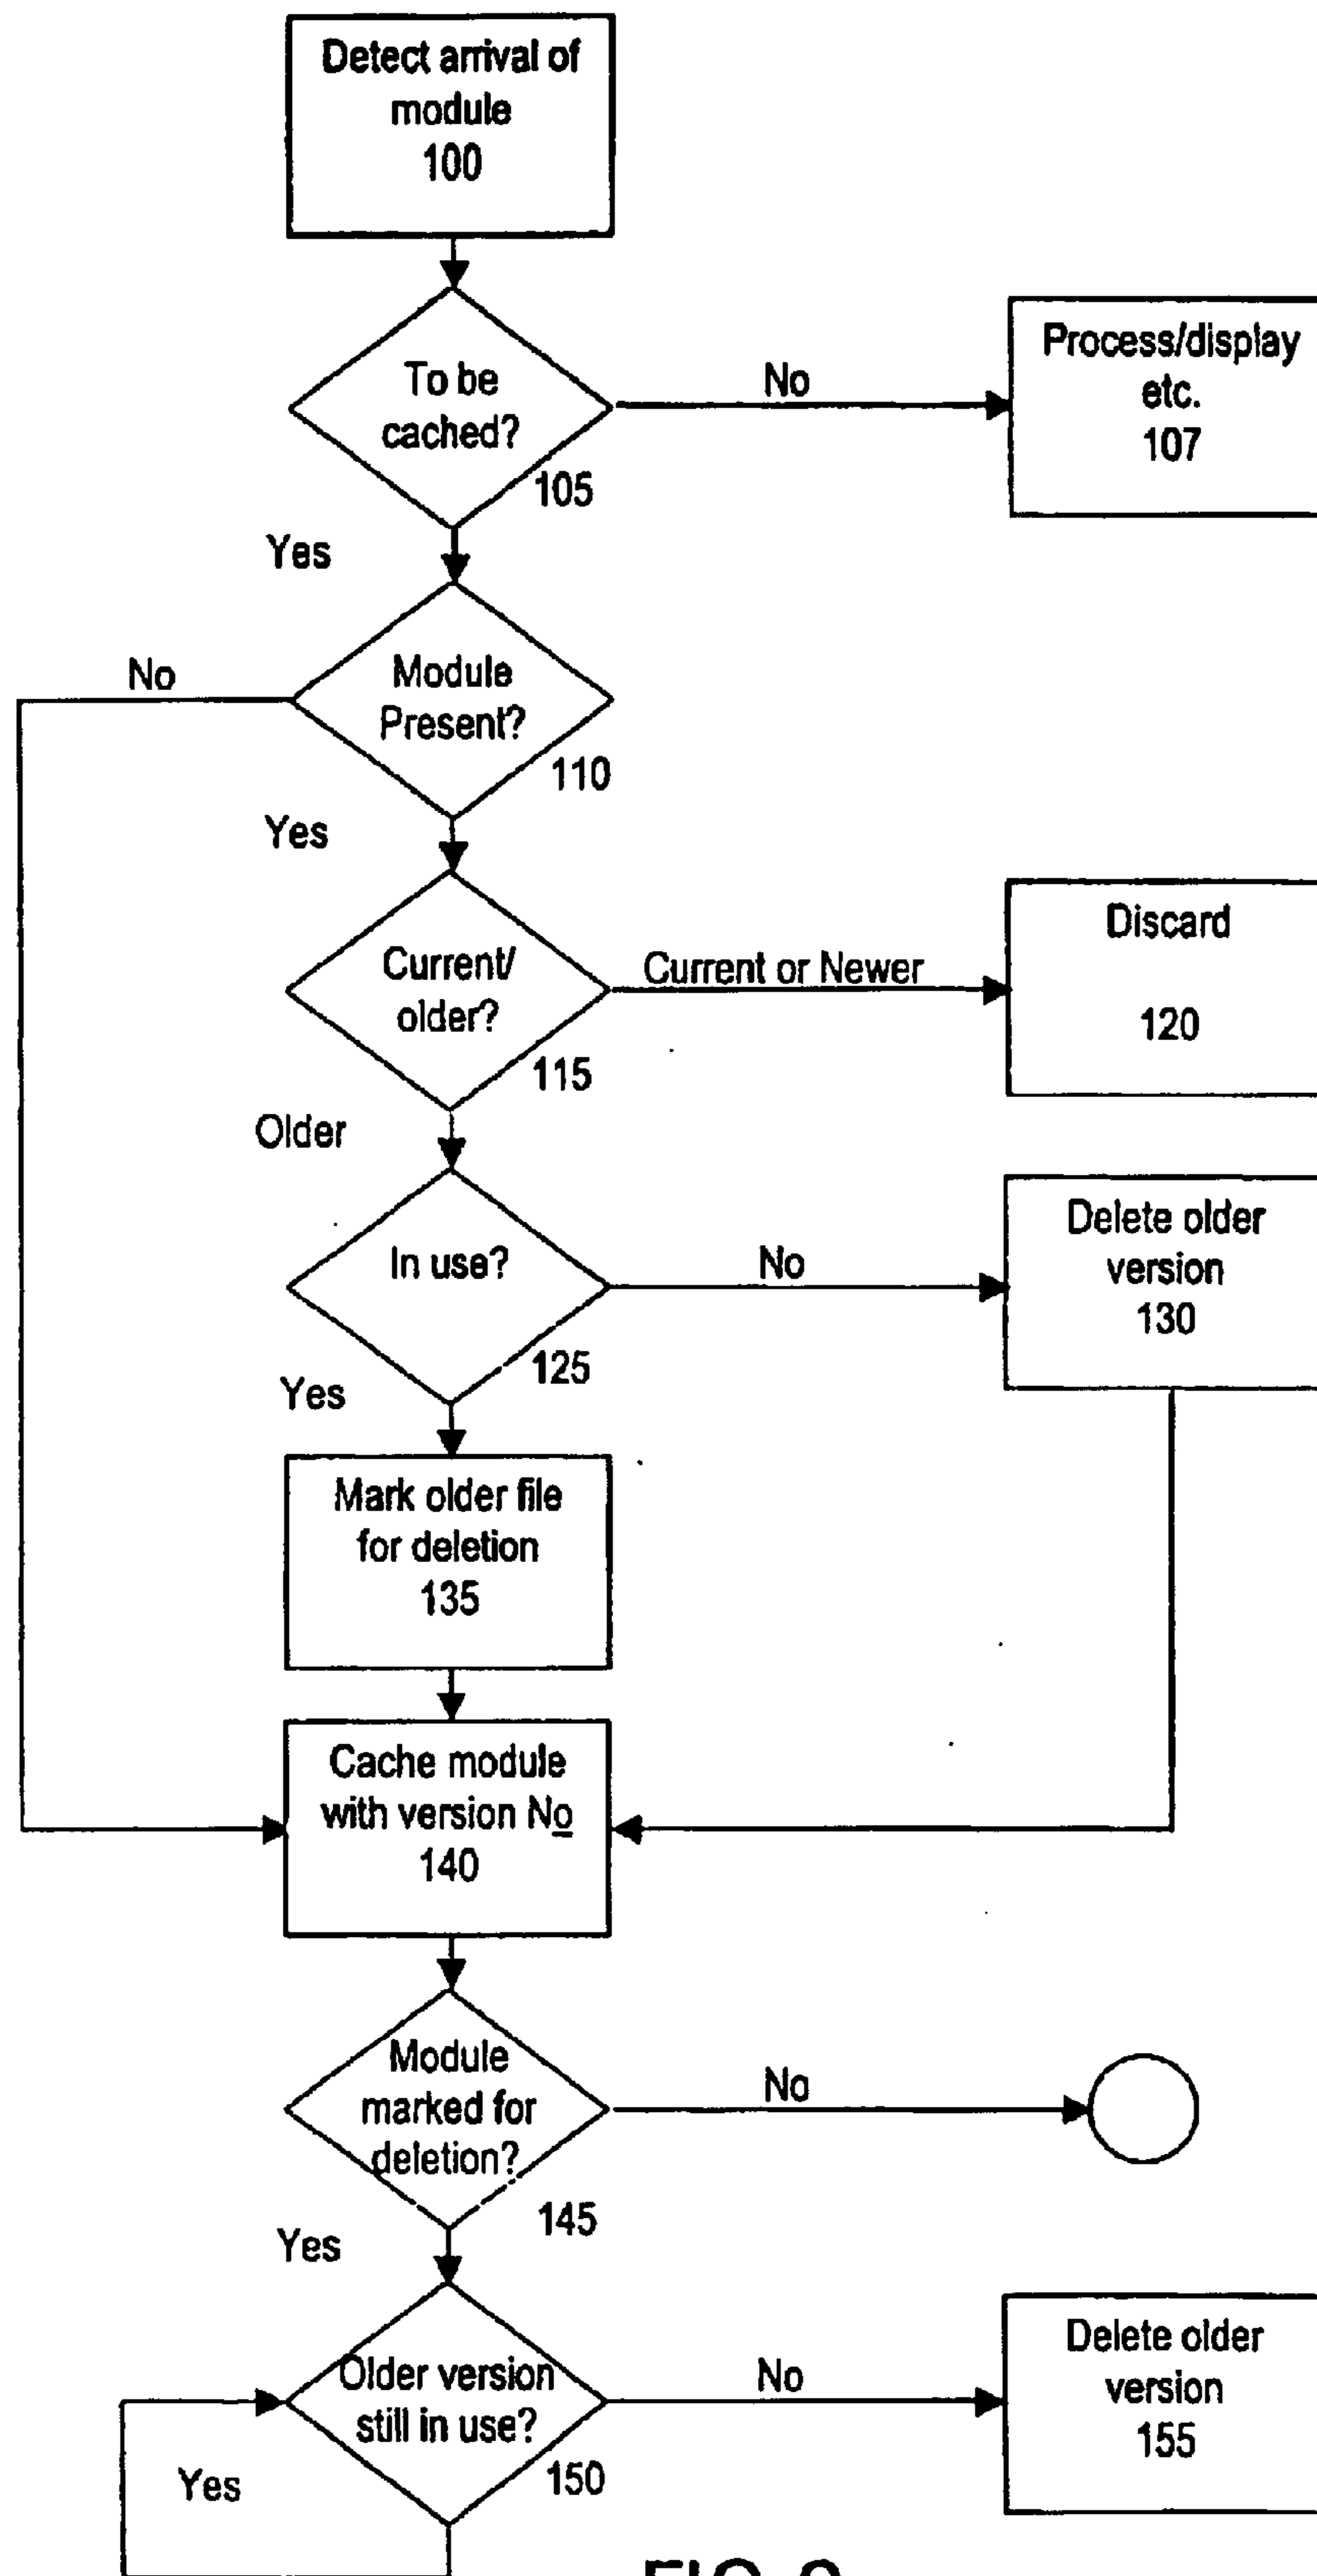 Detect arrival of
module
100
To be
cached?
105
No
Process/display
etc.
107
Yes
Module
Present?
110
No
Yes
Current/
older?
115
Current or Newer
Discard
120
Older
In use?
125
No
Delete older
version
130
Yes
Mark older file
for deletion
135
Cache module
with version No
140
Module
marked for
deletion?
145
No
Yes
Older version
still in use?
150
No
Delete older
version
155
Yes